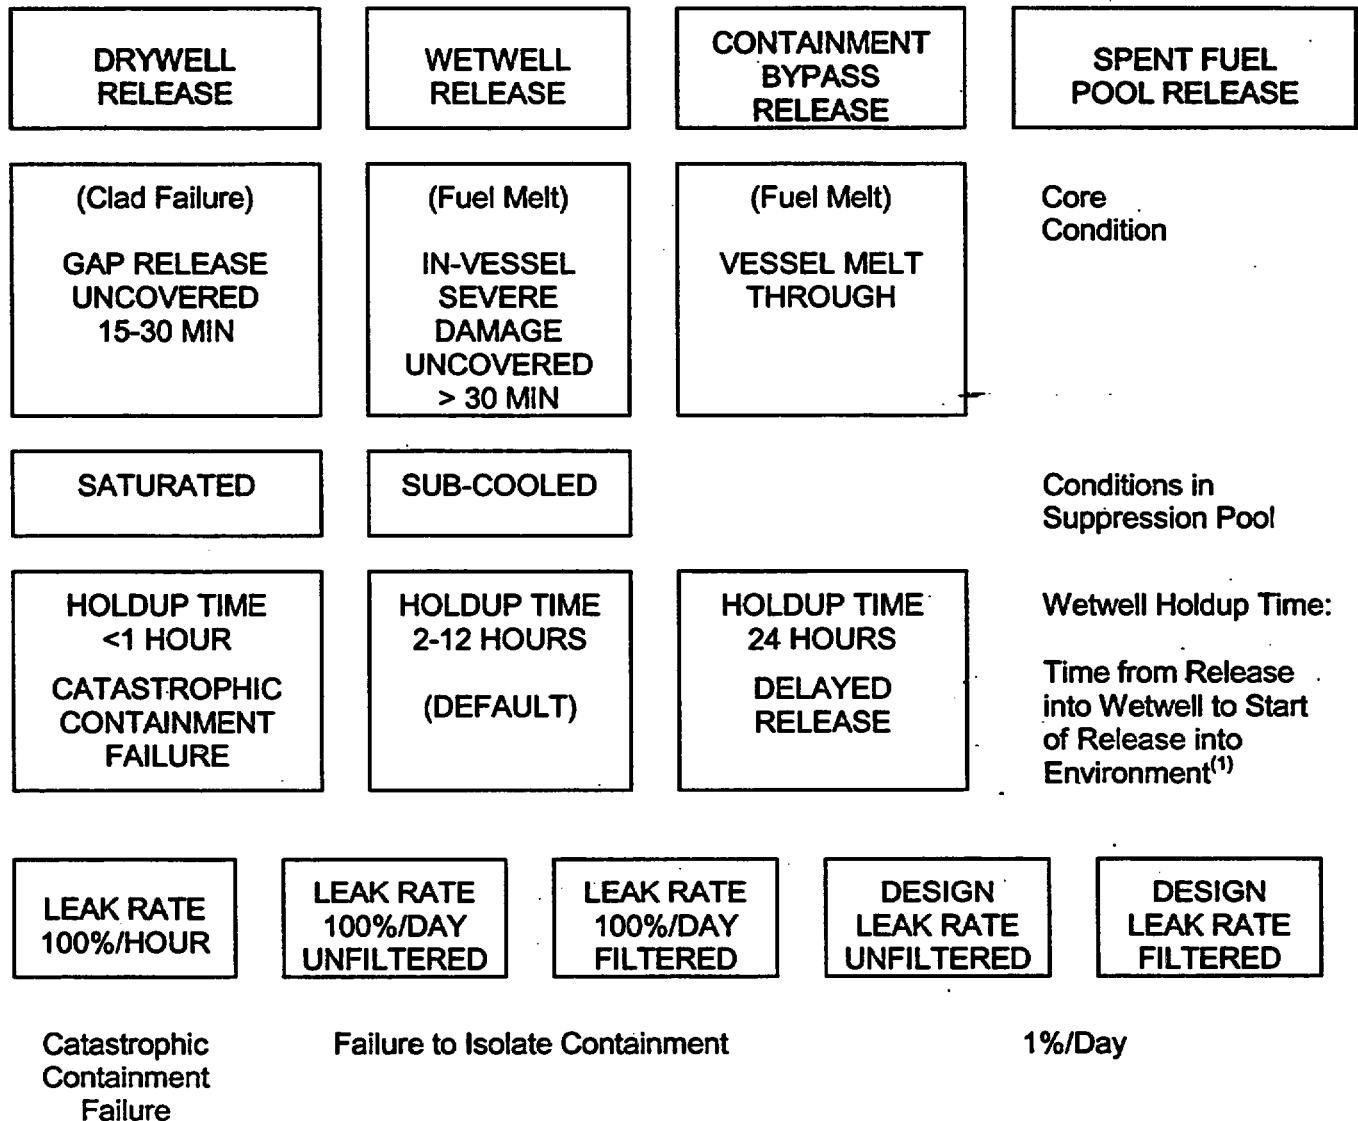 DRYWELL
RELEASE
WETWELL
RELEASE
CONTAINMENT
BYPASS
RELEASE
SPENT FUEL
POOL RELEASE
(Clad Failure)
GAP RELEASE
UNCOVERED
15-30 MIN
(Fuel Melt)
IN-VESSEL
SEVERE
DAMAGE
UNCOVERED
> 30 MIN
(Fuel Melt)
VESSEL MELT
THROUGH
Core
Condition
SATURATED
SUB-COOLED
Conditions in
Suppression Pool
HOLDUP TIME
<1 HOUR
CATASTROPHIC
CONTAINMENT
FAILURE
HOLDUP TIME
2-12 HOURS
(DEFAULT)
HOLDUP TIME
24 HOURS
DELAYED
RELEASE
Wetwell Holdup Time:
Time from Release
into Wetwell to Start
of Release into
Environment(1)
LEAK RATE
100%/HOUR
LEAK RATE
100%/DAY
UNFILTERED
LEAK RATE
100%/DAY
FILTERED
DESIGN
LEAK RATE
UNFILTERED
DESIGN
LEAK RATE
FILTERED
Catastrophic
Containment
Failure
Failure to Isolate Containment
1%/Day